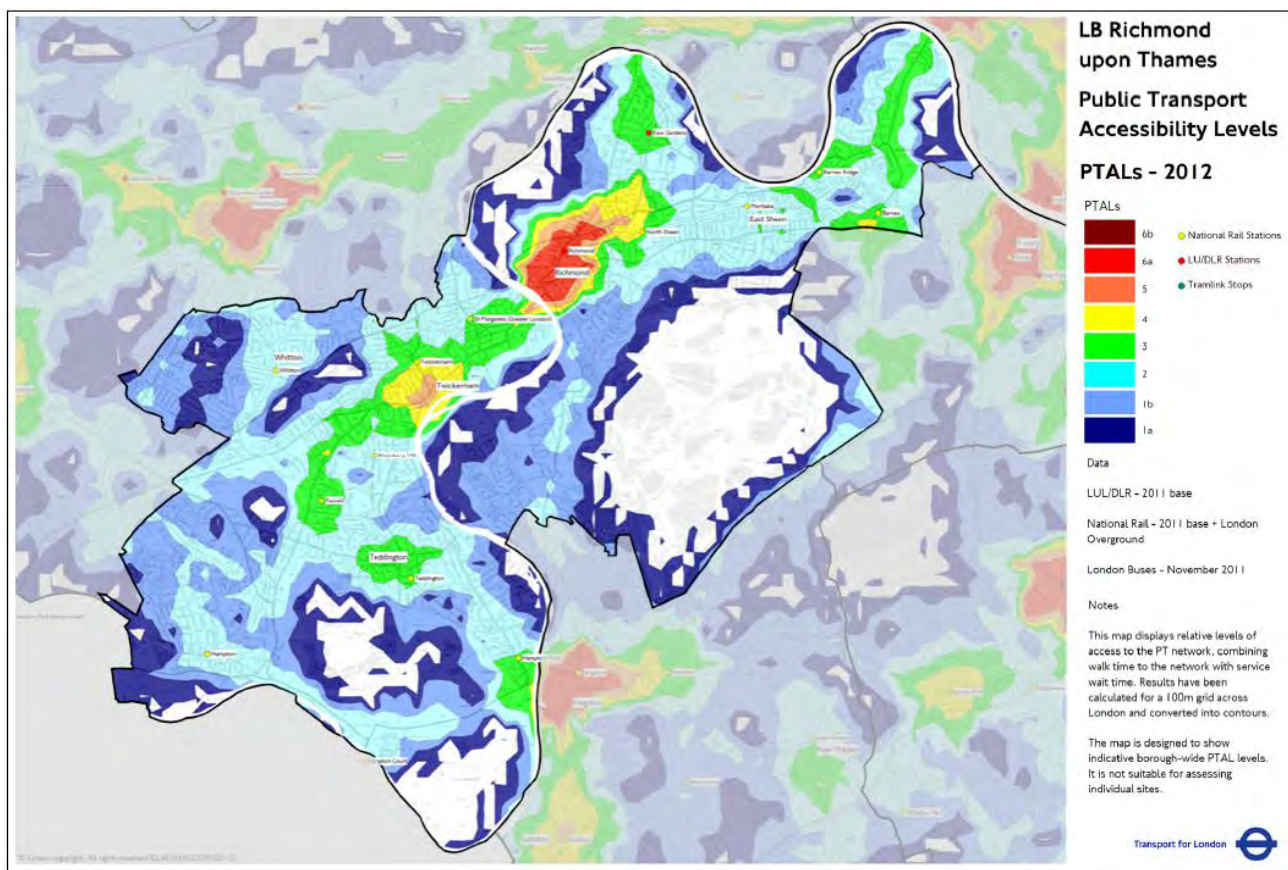 LB Richmond
upon Thames
Public Transport
Accessibility Levels
PTALs - 2012
PTALs
6b
6a
5
4
3
2
1b
1a
National Rail Stations
LU/DLR Stations
Tramlink Stops
Data
LUL/DLR - 2011 base
National Rail - 2011 base + London
Overground
London Buses - November 2011
Notes
This map displays relative levels of
access to the PT network, combining
walk time to the network with service
wait time. Results have been
calculated for a 100m grid across
London and converted into contours.
The map is designed to show
indicative borough-wide PTAL levels.
It is not suitable for assessing
individual sites.
Transport for London
Kew Gardens
Barnes Bridge
Mortlake
East Sheen
Barnes
North Sheen
Richmond
Richmond
St Margarets (Greater London)
Whitton
Whitton
Twickenham
Twickenham
Strawberry Hill
Fulwell
Teddington
Teddington
Hampton
Hampton Wick
Kingston
Hampton Court